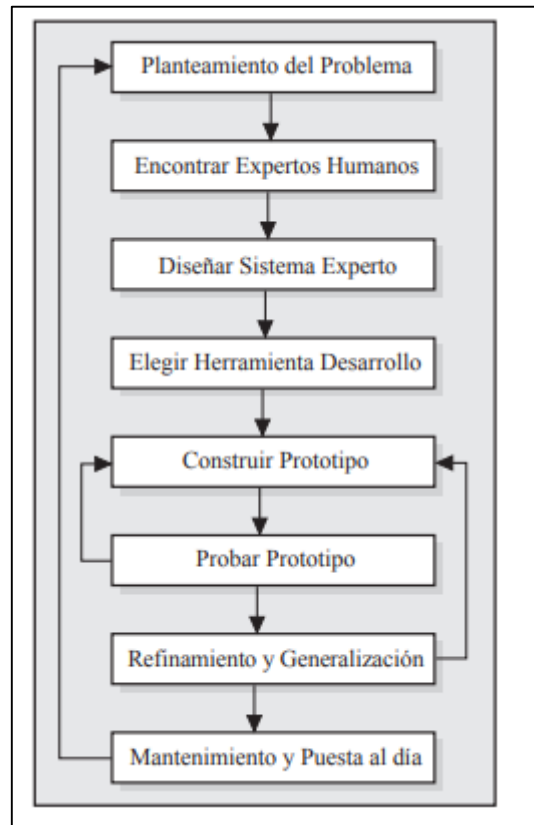 Planteamiento del Problema
Encontrar Expertos Humanos
Diseñar Sistema Experto
Elegir Herramienta Desarrollo
Construir Prototipo
Probar Prototipo
Refinamiento y Generalización
Mantenimiento y Puesta al día